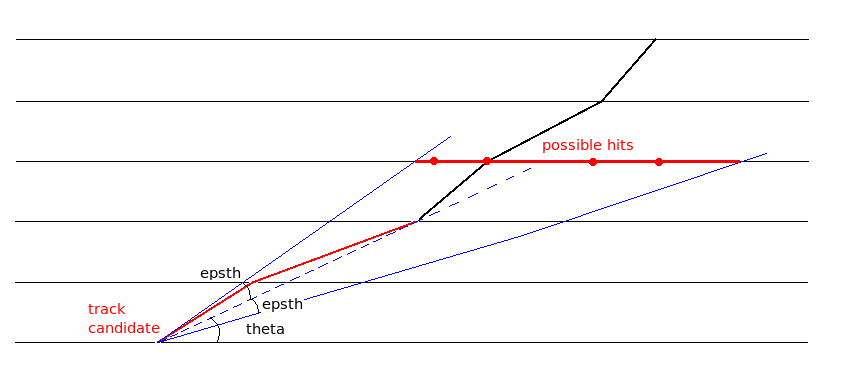 possible hits
epsth
epsth
track
candidate
theta